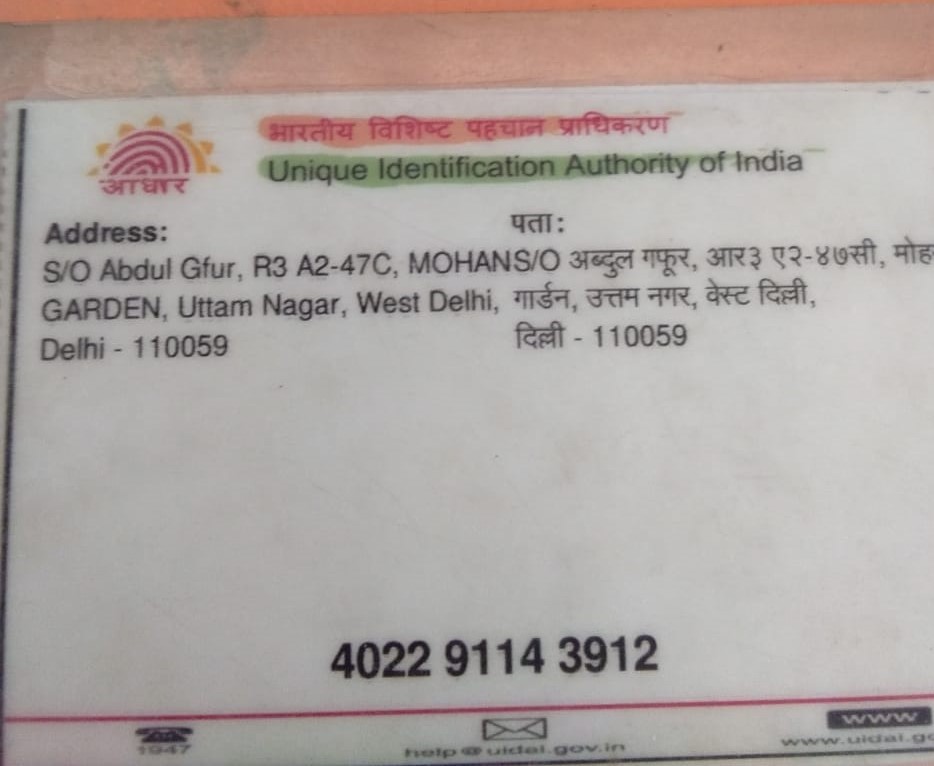 भारतीय विशिष्ट पहचान प्राधिकरण
Unique Identification Authority of India
आधार
Address:
S/O Abdul Gfur, R3 A2-47C, MOHAN
GARDEN, Uttam Nagar, West Delhi,
Delhi - 110059
पता:
S/O अब्दुल गफूर, आर३ ए२-४७सी, मोह
गार्डन, उत्तम नगर, वेस्ट दिल्ली,
दिल्ली - 110059
4022 9114 3912
1947
help@uidai.gov.in
WWW
www.uidai.go